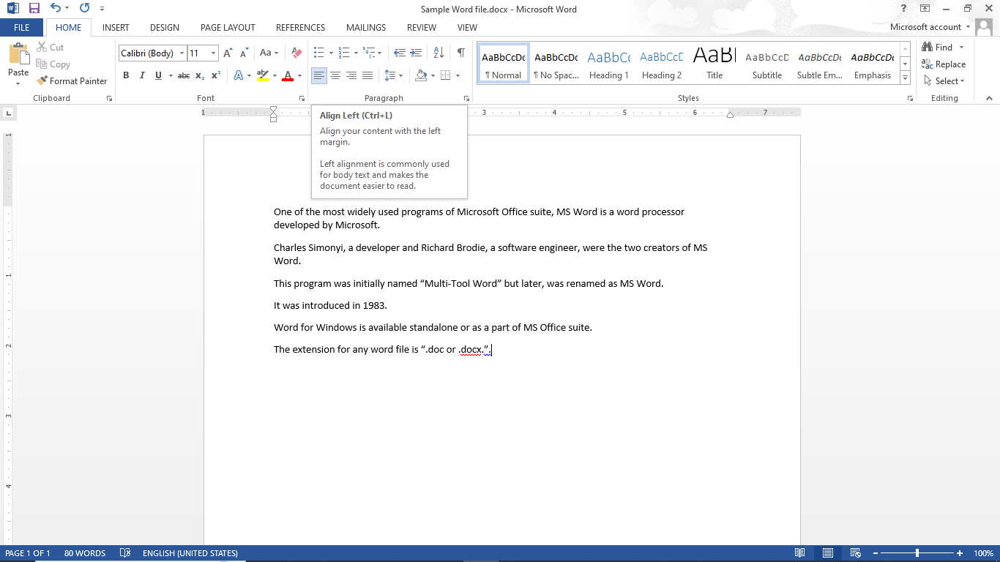 Sample Word file.docx - Microsoft Word
FILE HOME INSERT DESIGN PAGE LAYOUT REFERENCES MAILINGS REVIEW VIEW Microsoft account
Paste
Cut
Copy
Format Painter
Clipboard
Calibri (Body) 11
Font
Paragraph
AaBbCcDc AaBbCcDc AaBbCc AaBbCcD AaBl AaBbCcD AaBbCcDc AaBbCcDc
¶ Normal ¶ No Spac... Heading 1 Heading 2 Title Subtitle Subtle Em... Emphasis
Styles
Find
Replace
Select
Editing
1 3 4 5 6 7
Align Left (Ctrl+L)
Align your content with the left
margin.
Left alignment is commonly used
for body text and makes the
document easier to read.
One of the most widely used programs of Microsoft Office suite, MS Word is a word processor
developed by Microsoft.
Charles Simonyi, a developer and Richard Brodie, a software engineer, were the two creators of MS
Word.
This program was initially named “Multi-Tool Word” but later, was renamed as MS Word.
It was introduced in 1983.
Word for Windows is available standalone or as a part of MS Office suite.
The extension for any word file is “.doc or .docx.”.
1
1
2
3
4
PAGE 1 OF 1 80 WORDS ENGLISH (UNITED STATES) 100%